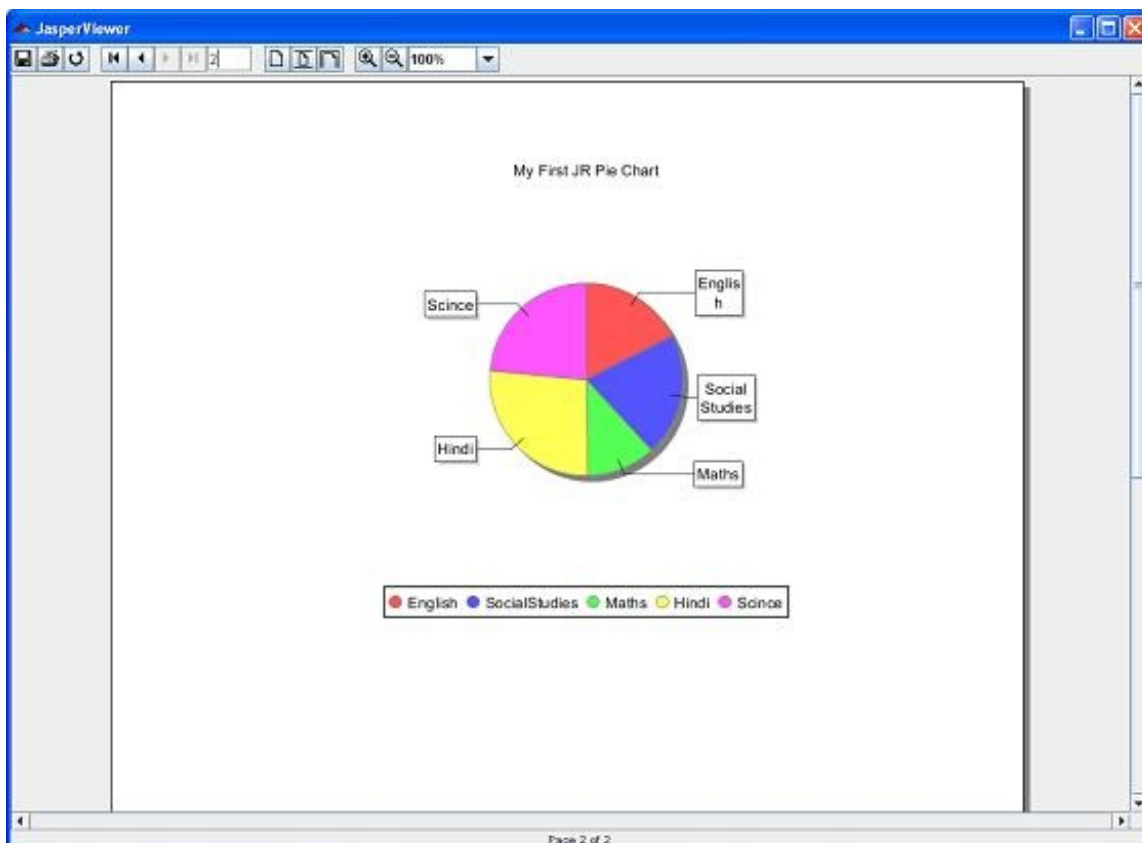 JasperViewer
2
100%
My First JR Pie Chart
Englis
h
Scince
Social
Studies
Hindi
Maths
English SocialStudies Maths Hindi Scince
Page 2 of 2